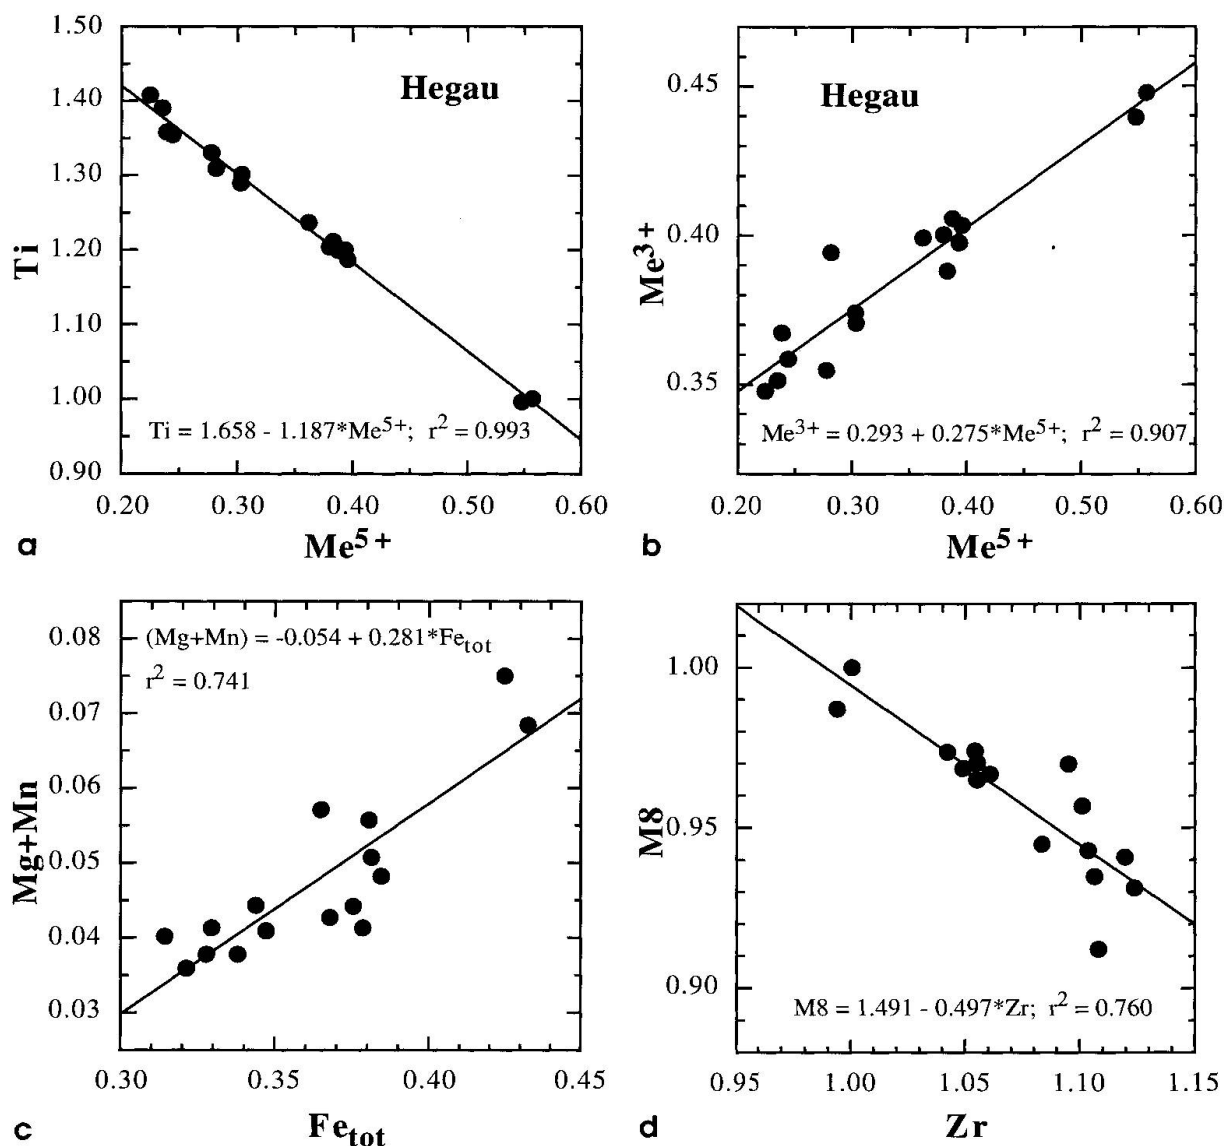 1.50
1.40
1.30
1.20
1.10
1.00
0.90
Ti
Hegau
Ti = 1.658 - 1.187*Me⁵⁺; r² = 0.993
0.20 0.30 0.40 0.50 0.60
a
Me⁵⁺
0.45
0.40
0.35
Me³⁺
Hegau
Me³⁺ = 0.293 + 0.275*Me⁵⁺; r² = 0.907
0.20 0.30 0.40 0.50 0.60
b
Me⁵⁺
0.08
0.07
0.06
0.05
0.04
0.03
Mg+Mn
(Mg+Mn) = -0.054 + 0.281*Fe_tot
r² = 0.741
0.30 0.35 0.40 0.45
c
Fe_tot
1.00
0.95
0.90
M8
M8 = 1.491 - 0.497*Zr; r² = 0.760
0.95 1.00 1.05 1.10 1.15
d
Zr